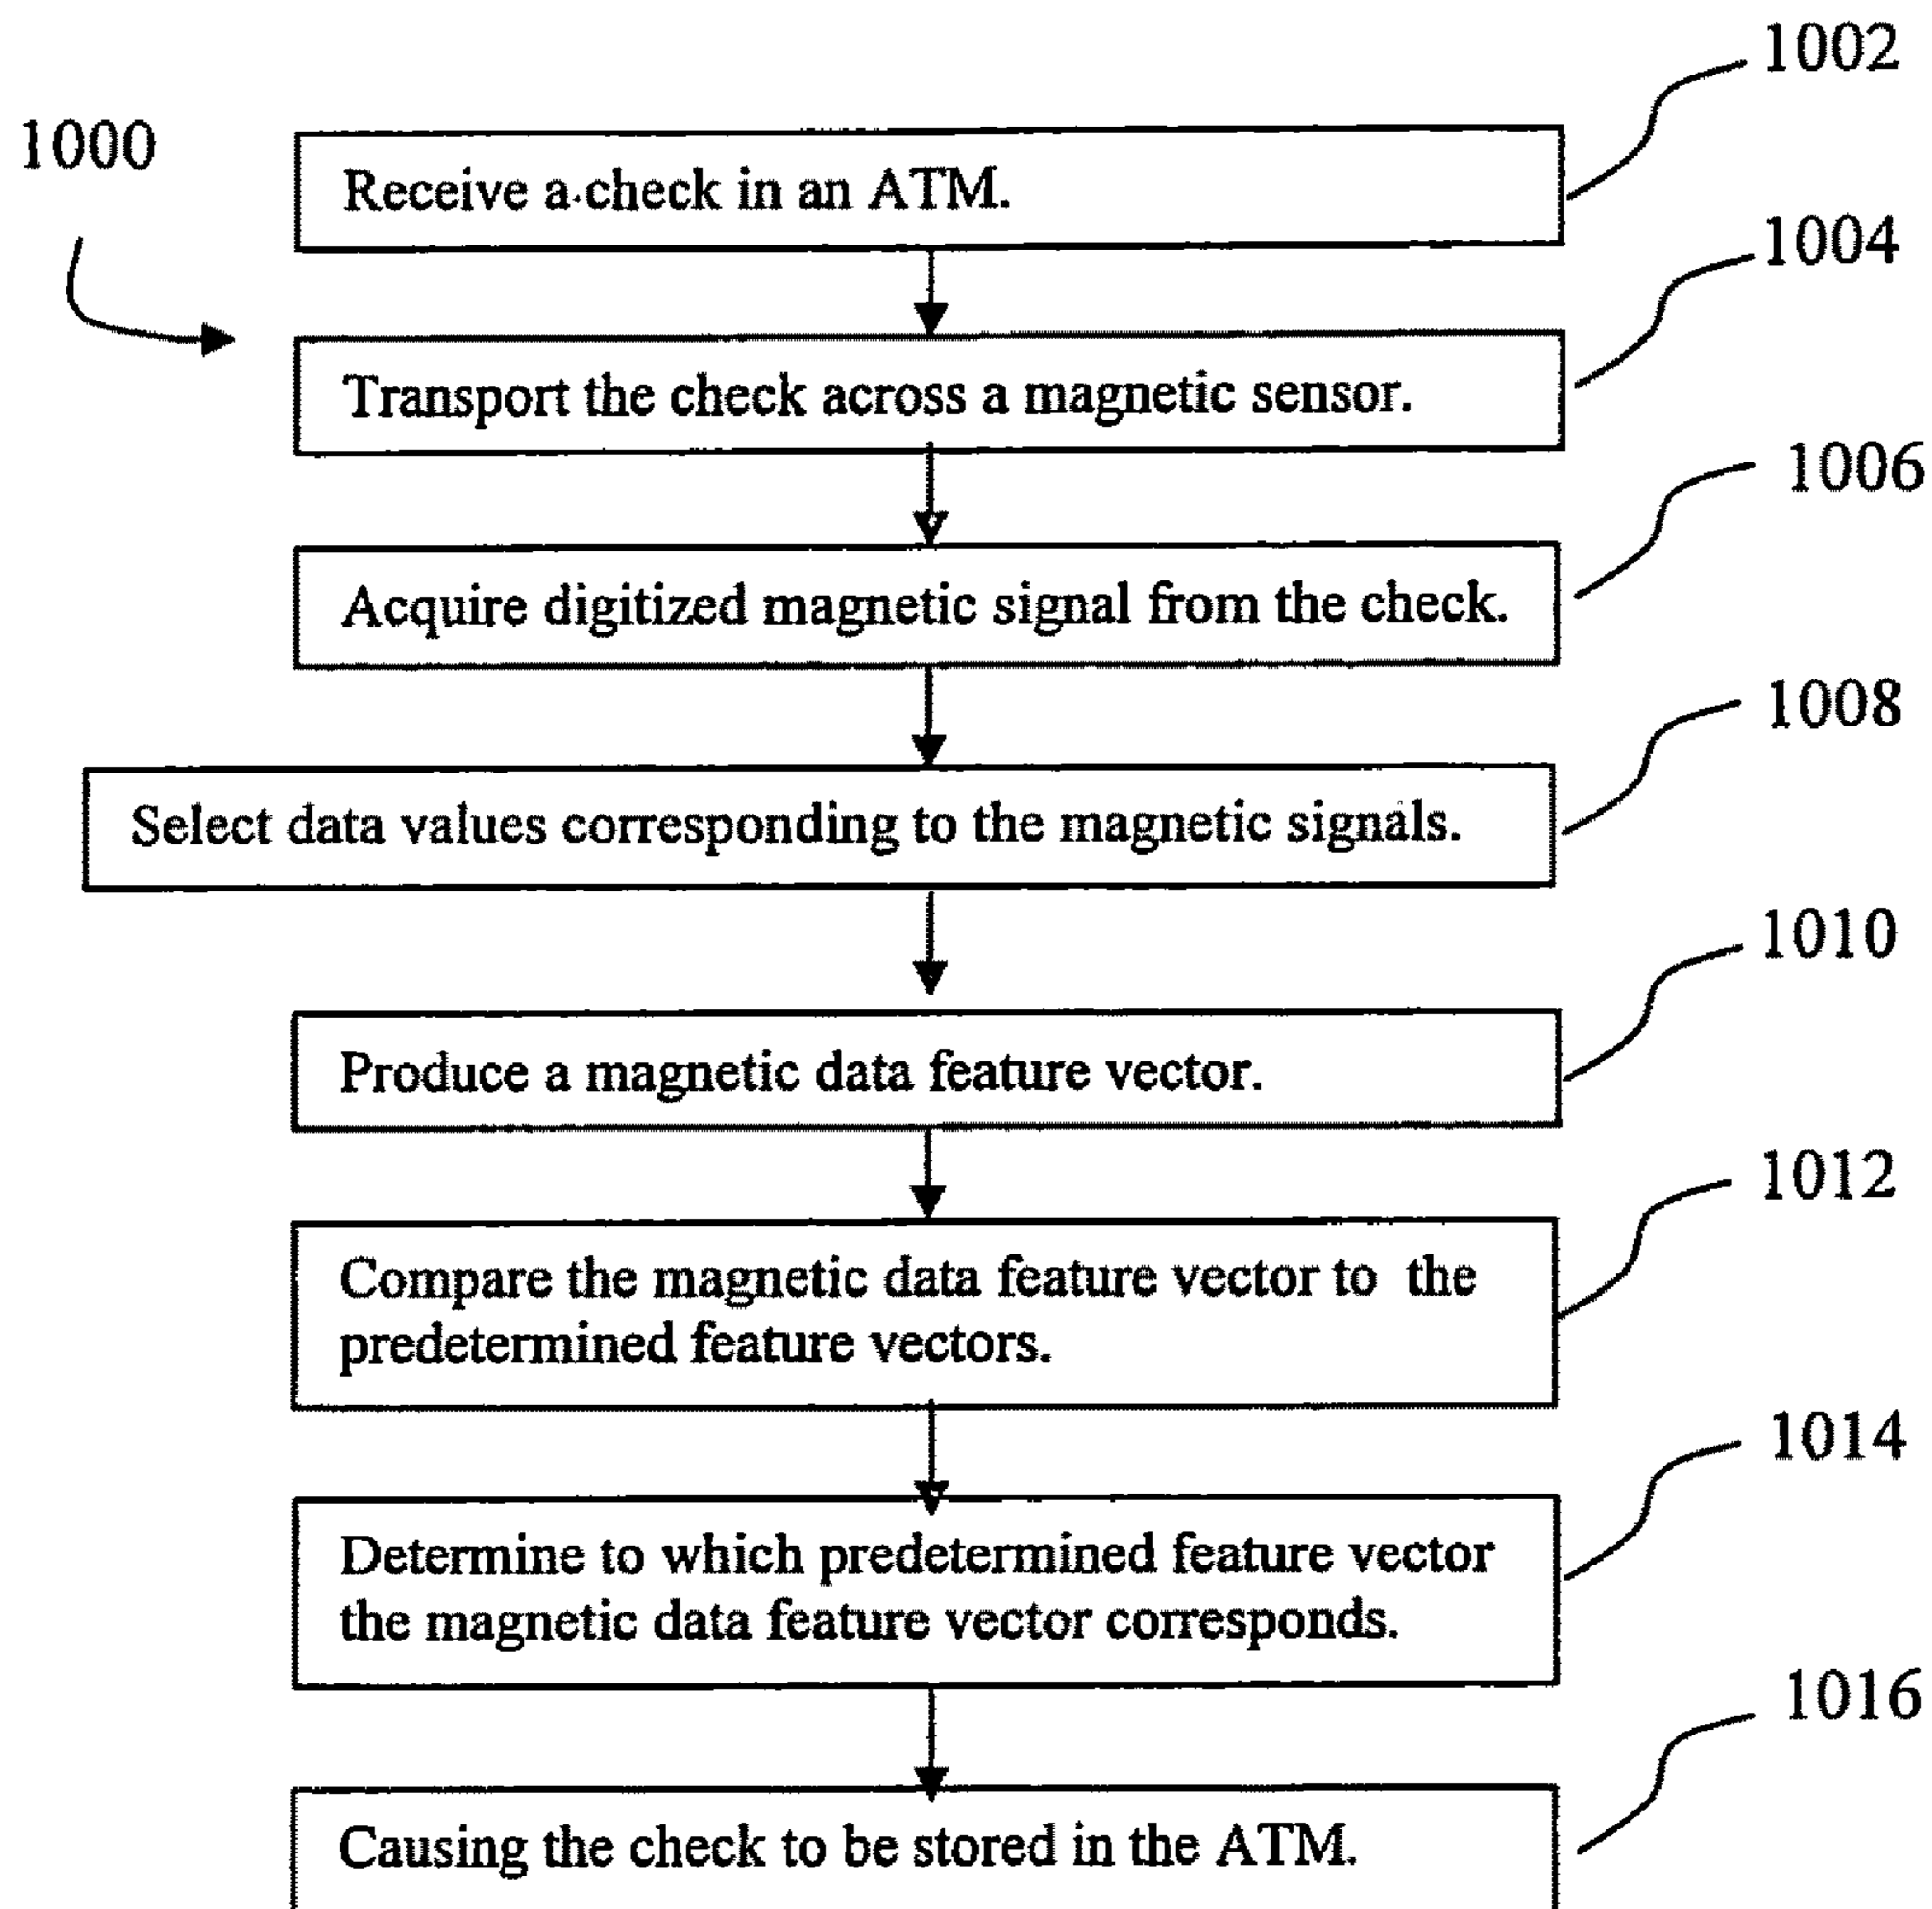 1002
1000
Receive a check in an ATM.
1004
Transport the check across a magnetic sensor.
1006
Acquire digitized magnetic signal from the check.
1008
Select data values corresponding to the magnetic signals.
1010
Produce a magnetic data feature vector.
1012
Compare the magnetic data feature vector to the
predetermined feature vectors.
1014
Determine to which predetermined feature vector
the magnetic data feature vector corresponds.
1016
Causing the check to be stored in the ATM.